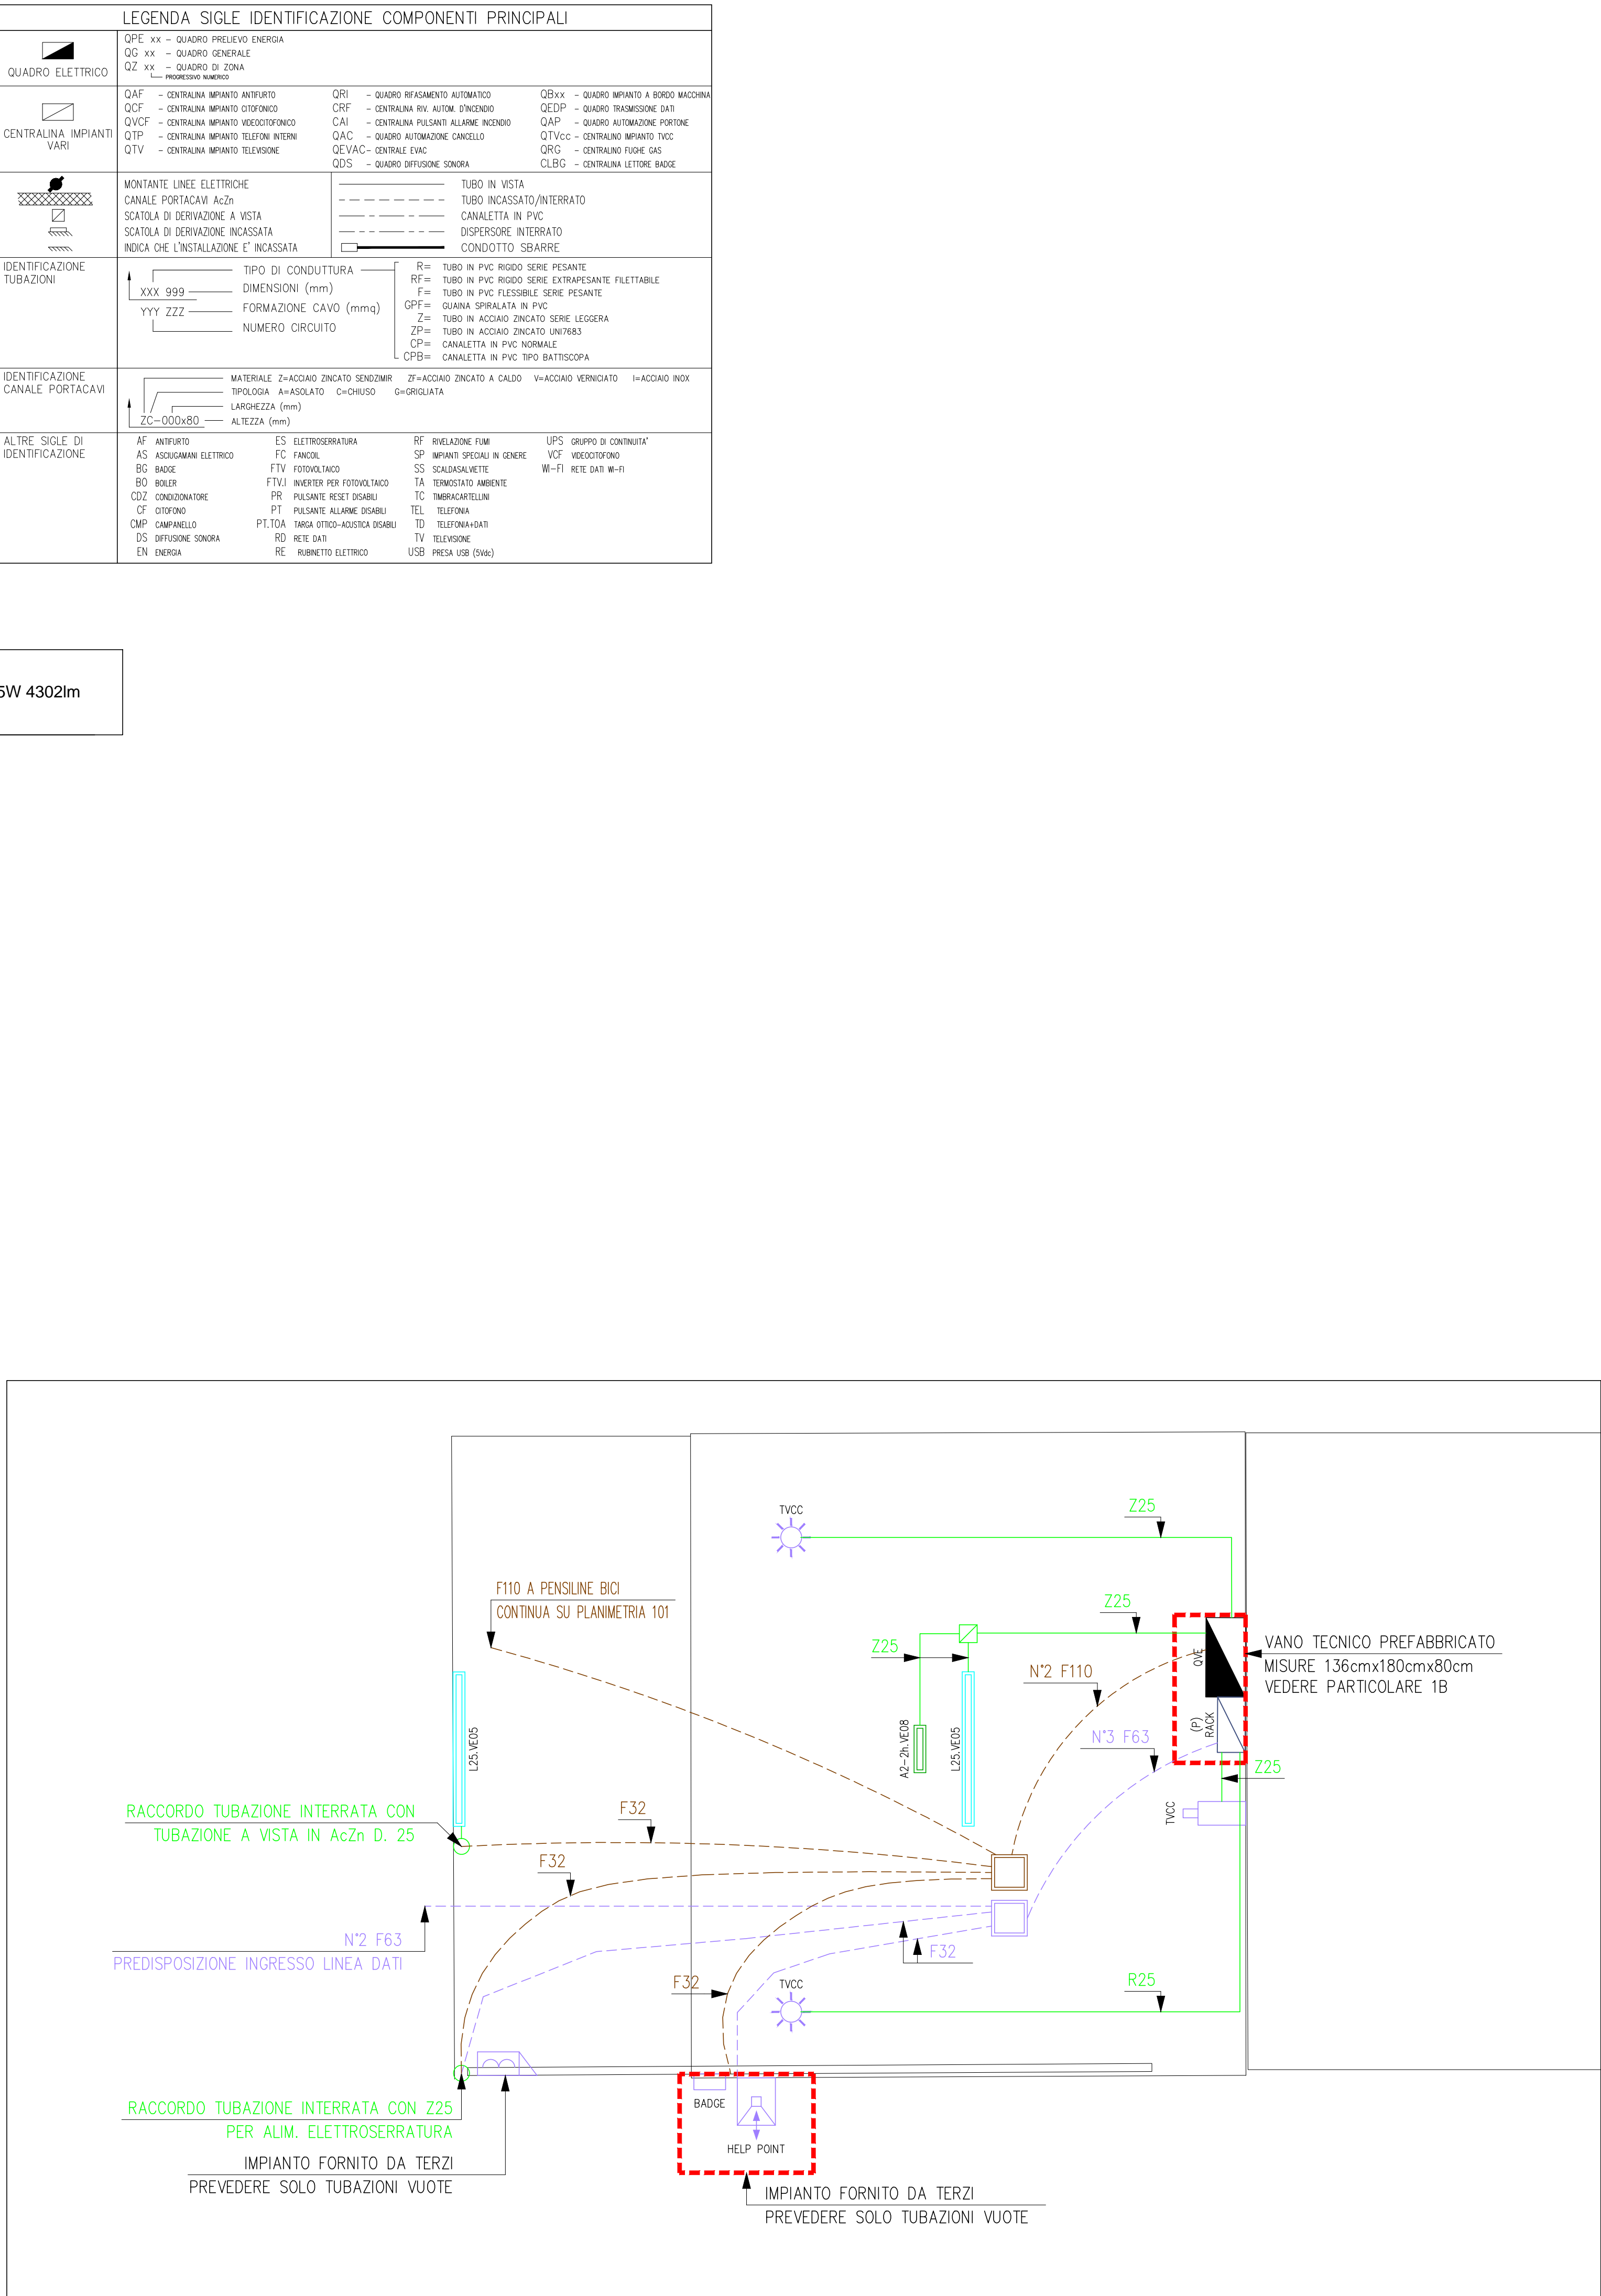 LEGENDA SIGLE IDENTIFICAZIONE COMPONENTI PRINCIPALI
QUADRO ELETTRICO
QPE xx – QUADRO PRELIEVO ENERGIA
QG xx – QUADRO GENERALE
QZ xx – QUADRO DI ZONA
PROGRESSIVO NUMERICO
CENTRALINA IMPIANTI
VARI
QAF – CENTRALINA IMPIANTO ANTIFURTO
QCF – CENTRALINA IMPIANTO CITOFONICO
QVCF – CENTRALINA IMPIANTO VIDEOCITOFONICO
QTP – CENTRALINA IMPIANTO TELEFONI INTERNI
QTV – CENTRALINA IMPIANTO TELEVISIONE
QRI – QUADRO RIFASAMENTO AUTOMATICO
CRF – CENTRALINA RIV. AUTOM. D'INCENDIO
CAI – CENTRALINA PULSANTI ALLARME INCENDIO
QAC – QUADRO AUTOMAZIONE CANCELLO
QEVAC– CENTRALE EVAC
QDS – QUADRO DIFFUSIONE SONORA
QBxx – QUADRO IMPIANTO A BORDO MACCHINA
QEDP – QUADRO TRASMISSIONE DATI
QAP – QUADRO AUTOMAZIONE PORTONE
QTVcc – CENTRALINO IMPIANTO TVCC
QRG – CENTRALINO FUGHE GAS
CLBG – CENTRALINA LETTORE BADGE
MONTANTE LINEE ELETTRICHE
CANALE PORTACAVI AcZn
SCATOLA DI DERIVAZIONE A VISTA
SCATOLA DI DERIVAZIONE INCASSATA
INDICA CHE L'INSTALLAZIONE E' INCASSATA
TUBO IN VISTA
TUBO INCASSATO/INTERRATO
CANALETTA IN PVC
DISPERSORE INTERRATO
CONDOTTO SBARRE
IDENTIFICAZIONE
TUBAZIONI
XXX 999
YYY ZZZ
TIPO DI CONDUTTURA
DIMENSIONI (mm)
FORMAZIONE CAVO (mmq)
NUMERO CIRCUITO
R= TUBO IN PVC RIGIDO SERIE PESANTE
RF= TUBO IN PVC RIGIDO SERIE EXTRAPESANTE FILETTABILE
F= TUBO IN PVC FLESSIBILE SERIE PESANTE
GPF= GUAINA SPIRALATA IN PVC
Z= TUBO IN ACCIAIO ZINCATO SERIE LEGGERA
ZP= TUBO IN ACCIAIO ZINCATO UNI7683
CP= CANALETTA IN PVC NORMALE
CPB= CANALETTA IN PVC TIPO BATTISCOPA
IDENTIFICAZIONE
CANALE PORTACAVI
MATERIALE Z=ACCIAIO ZINCATO SENDZIMIR ZF=ACCIAIO ZINCATO A CALDO V=ACCIAIO VERNICIATO I=ACCIAIO INOX
TIPOLOGIA A=ASOLATO C=CHIUSO G=GRIGLIATA
LARGHEZZA (mm)
ZC–000x80 ALTEZZA (mm)
ALTRE SIGLE DI
IDENTIFICAZIONE
AF ANTIFURTO
AS ASCIUGAMANI ELETTRICO
BG BADGE
BO BOILER
CDZ CONDIZIONATORE
CF CITOFONO
CMP CAMPANELLO
DS DIFFUSIONE SONORA
EN ENERGIA
ES ELETTROSERRATURA
FC FANCOIL
FTV FOTOVOLTAICO
FTV.I INVERTER PER FOTOVOLTAICO
PR PULSANTE RESET DISABILI
PT PULSANTE ALLARME DISABILI
PT.TOA TARGA OTTICO-ACUSTICA DISABILI
RD RETE DATI
RE RUBINETTO ELETTRICO
RF RIVELAZIONE FUMI
SP IMPIANTI SPECIALI IN GENERE
SS SCALDASALVIETTE
TA TERMOSTATO AMBIENTE
TC TIMBRACARTELLINI
TEL TELEFONIA
TD TELEFONIA+DATI
TV TELEVISIONE
USB PRESA USB (5Vdc)
UPS GRUPPO DI CONTINUITA'
VCF VIDEOCITOFONO
WI–FI RETE DATI WI–FI
5W 4302lm
TVCC
Z25
F110 A PENSILINE BICI
CONTINUA SU PLANIMETRIA 101
Z25
Z25
N°2 F110
QVE
VANO TECNICO PREFABBRICATO
MISURE 136cmx180cmx80cm
VEDERE PARTICOLARE 1B
L25.VE05
A2–2h.VE08
L25.VE05
(P)
RACK
N°3 F63
Z25
TVCC
RACCORDO TUBAZIONE INTERRATA CON
TUBAZIONE A VISTA IN AcZn D. 25
F32
F32
N°2 F63
PREDISPOSIZIONE INGRESSO LINEA DATI
F32
F32
TVCC
R25
BADGE
HELP POINT
RACCORDO TUBAZIONE INTERRATA CON Z25
PER ALIM. ELETTROSERRATURA
IMPIANTO FORNITO DA TERZI
PREVEDERE SOLO TUBAZIONI VUOTE
IMPIANTO FORNITO DA TERZI
PREVEDERE SOLO TUBAZIONI VUOTE